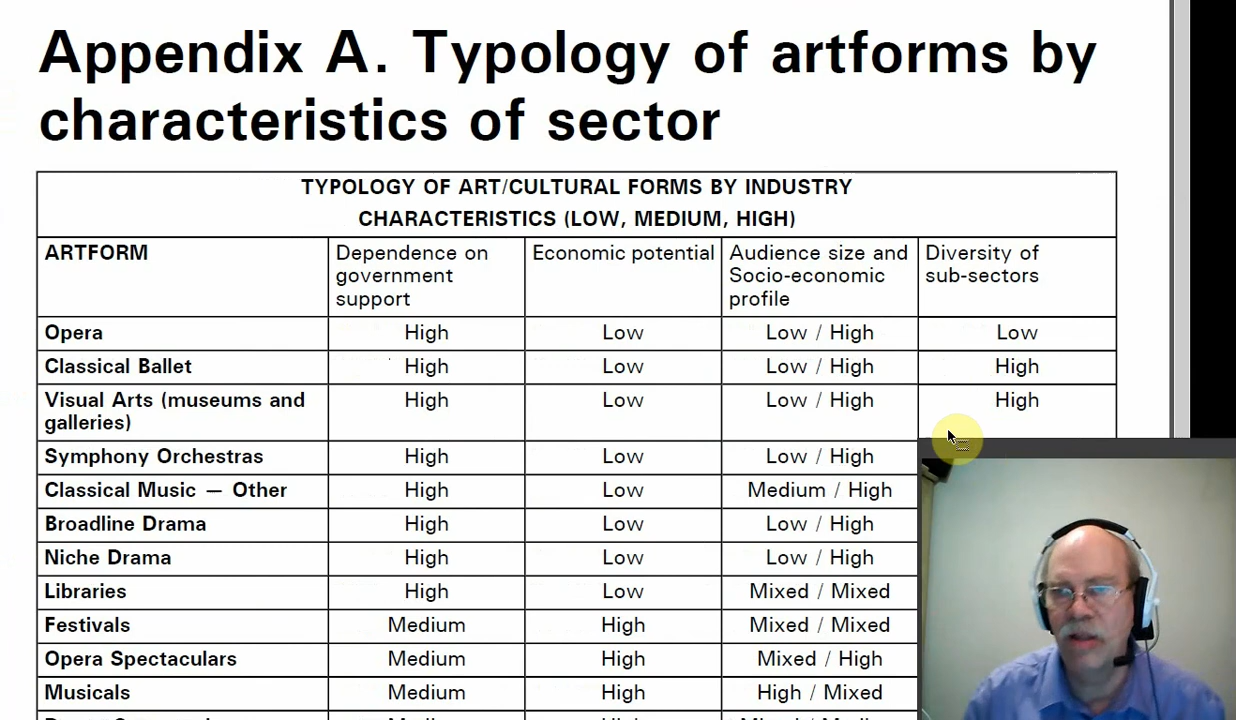 Appendix A. Typology of artforms by
characteristics of sector
TYPOLOGY OF ART/CULTURAL FORMS BY INDUSTRY
CHARACTERISTICS (LOW, MEDIUM, HIGH)
ARTFORM Dependence on government support Economic potential Audience size and Socio-economic profile Diversity of sub-sectors
Opera High Low Low / High Low
Classical Ballet High Low Low / High High
Visual Arts (museums and galleries) High Low Low / High High
Symphony Orchestras High Low Low / High
Classical Music — Other High Low Medium / High
Broadline Drama High Low Low / High
Niche Drama High Low Low / High
Libraries High Low Mixed / Mixed
Festivals Medium High Mixed / Mixed
Opera Spectaculars Medium High Mixed / High
Musicals Medium High High / Mixed